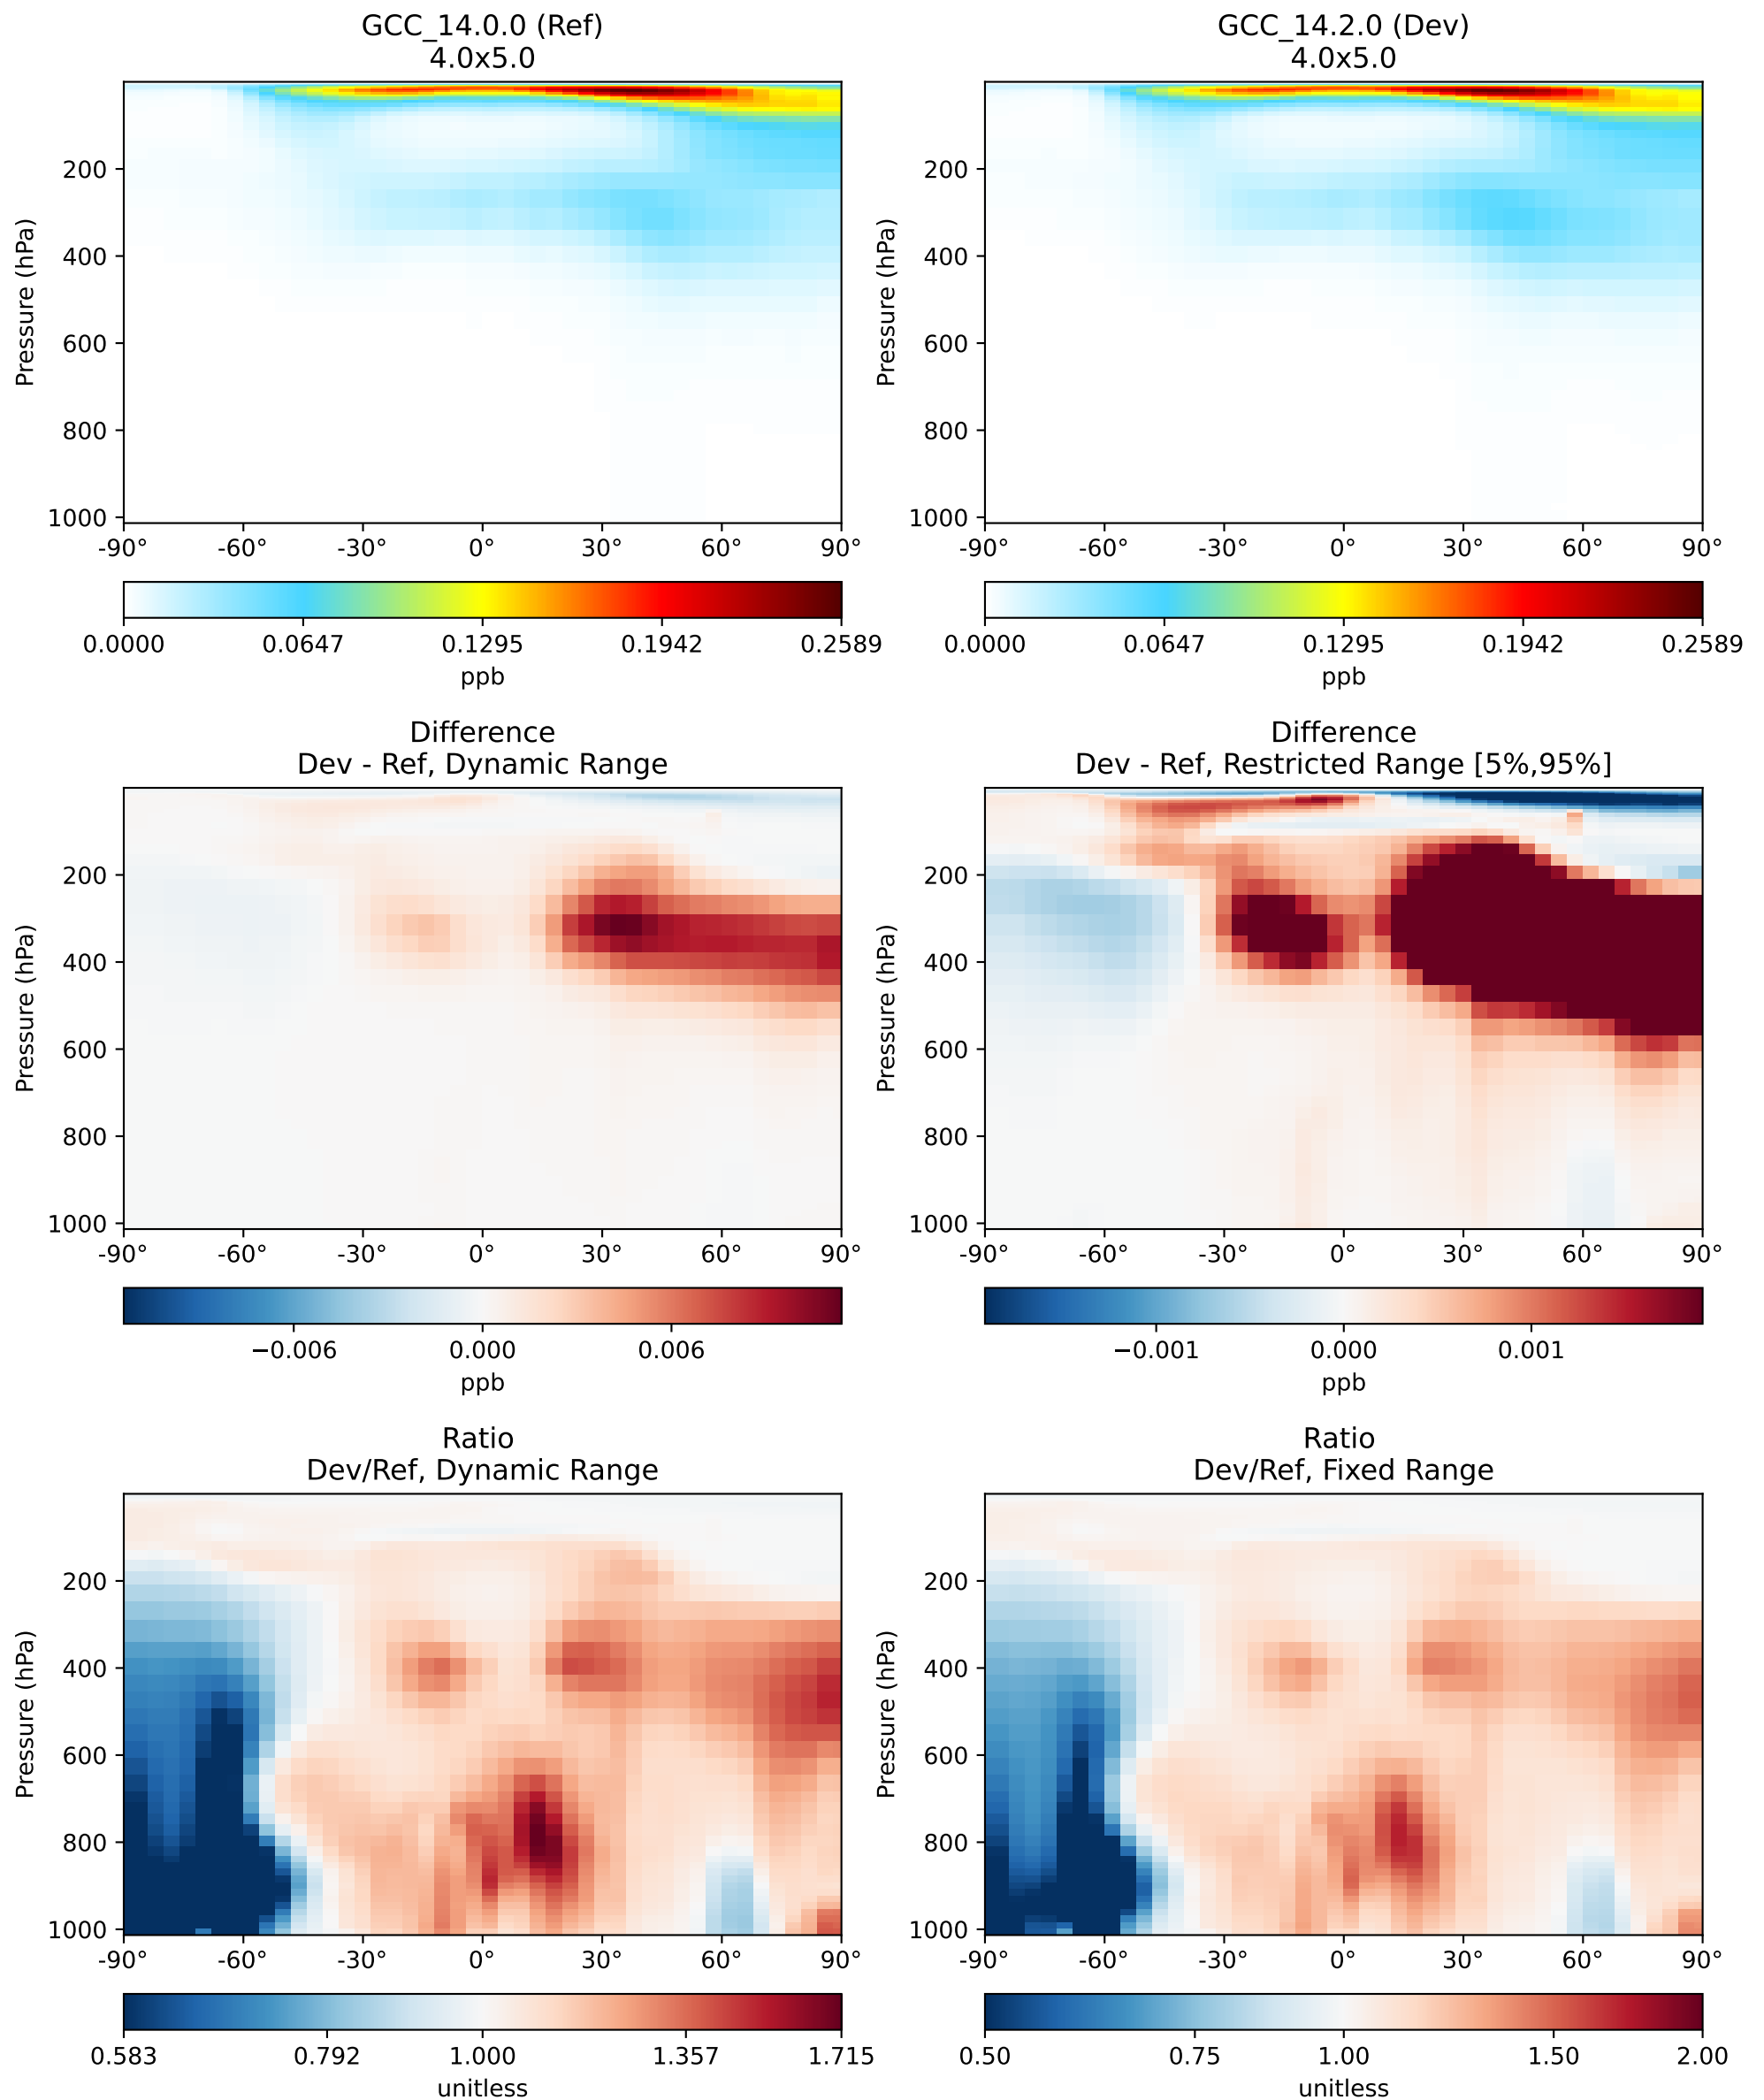 GCC_14.0.0 (Ref)
4.0x5.0
Pressure (hPa)
200
400
600
800
1000
-90° -60° -30° 0° 30° 60° 90°
0.0000 0.0647 0.1295 0.1942 0.2589
ppb
GCC_14.2.0 (Dev)
4.0x5.0
Pressure (hPa)
200
400
600
800
1000
-90° -60° -30° 0° 30° 60° 90°
0.0000 0.0647 0.1295 0.1942 0.2589
ppb
Difference
Dev - Ref, Dynamic Range
Pressure (hPa)
200
400
600
800
1000
-90° -60° -30° 0° 30° 60° 90°
−0.006 0.000 0.006
ppb
Difference
Dev - Ref, Restricted Range [5%,95%]
Pressure (hPa)
200
400
600
800
1000
-90° -60° -30° 0° 30° 60° 90°
−0.001 0.000 0.001
ppb
Ratio
Dev/Ref, Dynamic Range
Pressure (hPa)
200
400
600
800
1000
-90° -60° -30° 0° 30° 60° 90°
0.583 0.792 1.000 1.357 1.715
unitless
Ratio
Dev/Ref, Fixed Range
Pressure (hPa)
200
400
600
800
1000
-90° -60° -30° 0° 30° 60° 90°
0.50 0.75 1.00 1.50 2.00
unitless